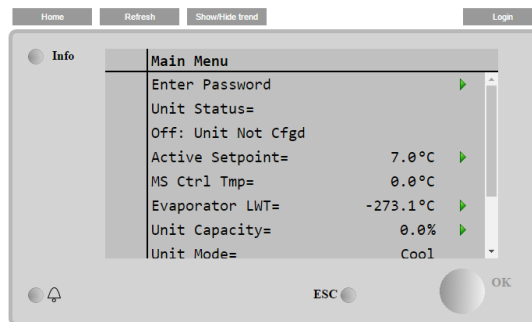 Home Refresh Show/Hide trend Login
Info
Main Menu
Enter Password
Unit Status=
Off: Unit Not Cfgd
Active Setpoint= 7.0°C
MS Ctrl Tmp= 0.0°C
Evaporator LWT= -273.1°C
Unit Capacity= 0.0%
Unit Mode= Cool
ESC OK